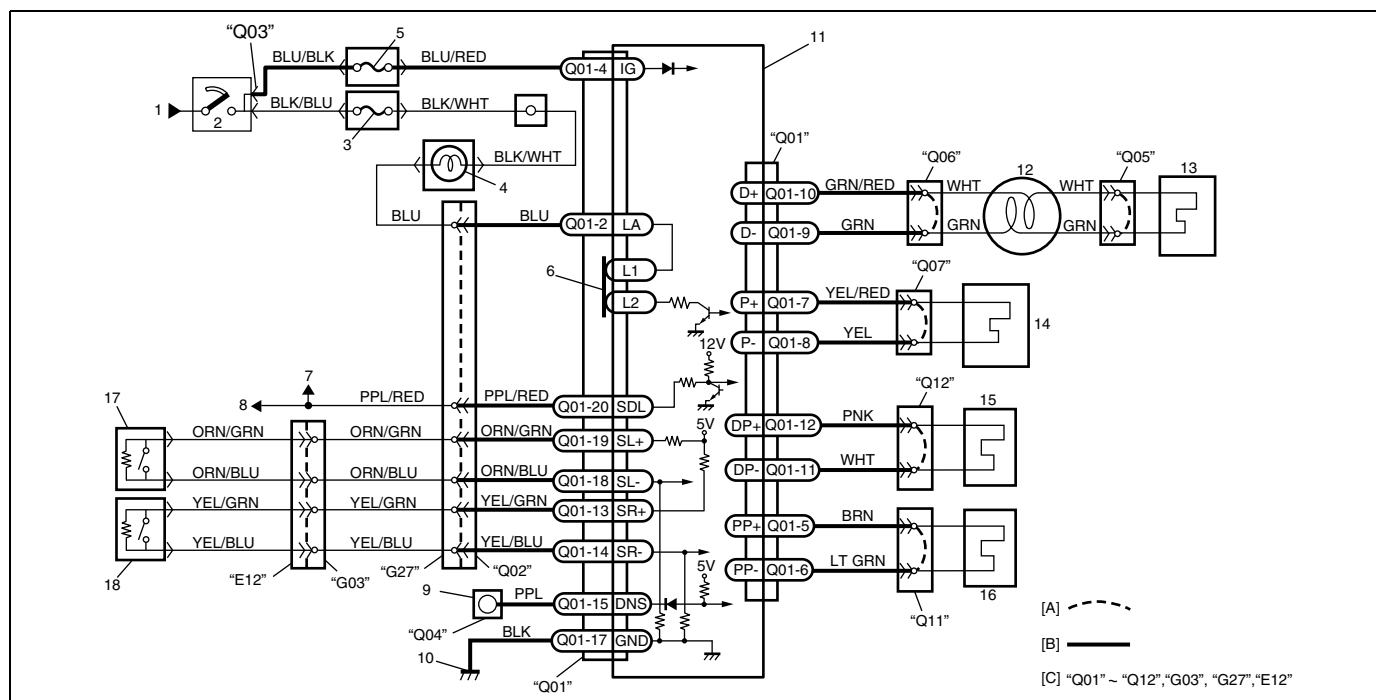 "Q03"
5
11
BLU/BLK
BLU/RED
Q01-4 IG
1
2
BLK/BLU
BLK/WHT
3
BLK/WHT
4
"Q01"
"Q06"
12
"Q05"
13
D+ Q01-10
GRN/RED
WHT
WHT
BLU
BLU
Q01-2 LA
D- Q01-9
GRN
GRN
GRN
6
L1
L2
"Q07"
P+ Q01-7
YEL/RED
14
P- Q01-8
YEL
12V
7
8
PPL/RED
PPL/RED
Q01-20 SDL
"Q12"
15
17
5V
DP+ Q01-12
PNK
ORN/GRN
ORN/GRN
ORN/GRN
Q01-19 SL+
DP- Q01-11
WHT
ORN/BLU
ORN/BLU
ORN/BLU
Q01-18 SL-
YEL/GRN
YEL/GRN
YEL/GRN
Q01-13 SR+
PP+ Q01-5
BRN
YEL/BLU
YEL/BLU
YEL/BLU
Q01-14 SR-
PP- Q01-6
LT GRN
16
18
"E12"
"G03"
"G27"
"Q02"
5V
9
PPL
Q01-15 DNS
"Q04"
"Q11"
BLK
Q01-17 GND
10
"Q01"
[A]
[B]
[C] "Q01" ~ "Q12","G03", "G27","E12"